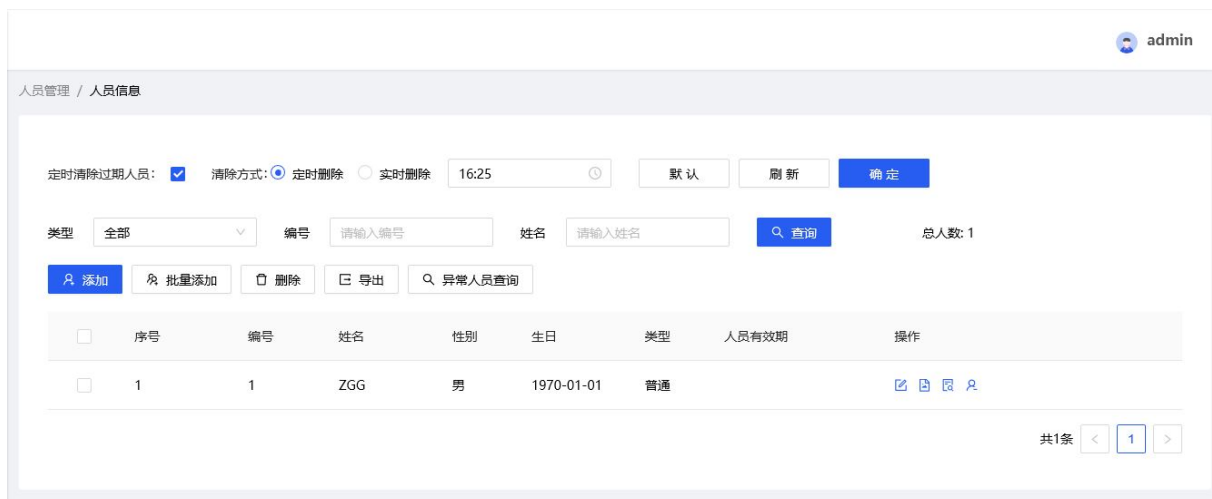 admin
人员管理 / 人员信息
定时清除过期人员： 清除方式： 定时删除 实时删除 16:25 默认 刷新 确定
类型 全部 编号 请输入编号 姓名 请输入姓名 查询 总人数: 1
添加 批量添加 删除 导出 异常人员查询
序号 编号 姓名 性别 生日 类型 人员有效期 操作
1 1 ZGG 男 1970-01-01 普通
共1条 < 1 >